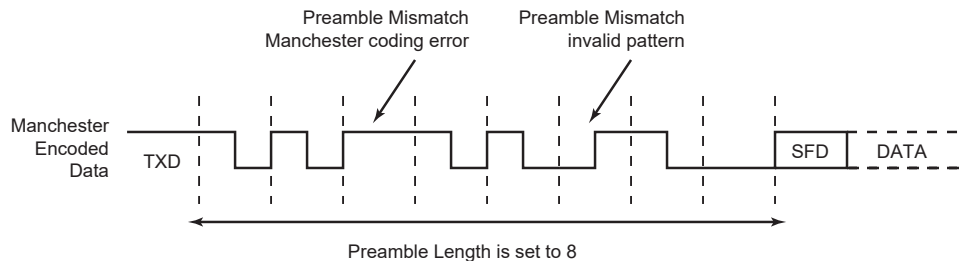 Preamble Mismatch
Manchester coding error
Preamble Mismatch
invalid pattern
Manchester
Encoded
Data
TXD
SFD
DATA
Preamble Length is set to 8